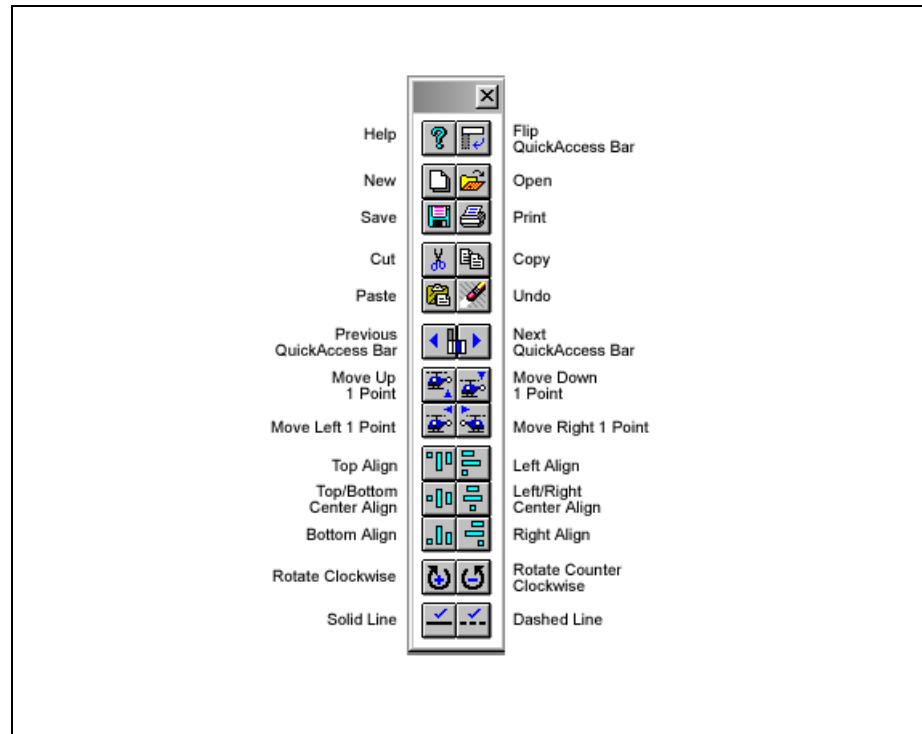 Help
Flip
QuickAccess Bar
New
Open
Save
Print
Cut
Copy
Paste
Undo
Previous
QuickAccess Bar
Next
QuickAccess Bar
Move Up
1 Point
Move Down
1 Point
Move Left 1 Point
Move Right 1 Point
Top Align
Left Align
Top/Bottom
Center Align
Left/Right
Center Align
Bottom Align
Right Align
Rotate Clockwise
Rotate Counter
Clockwise
Solid Line
Dashed Line